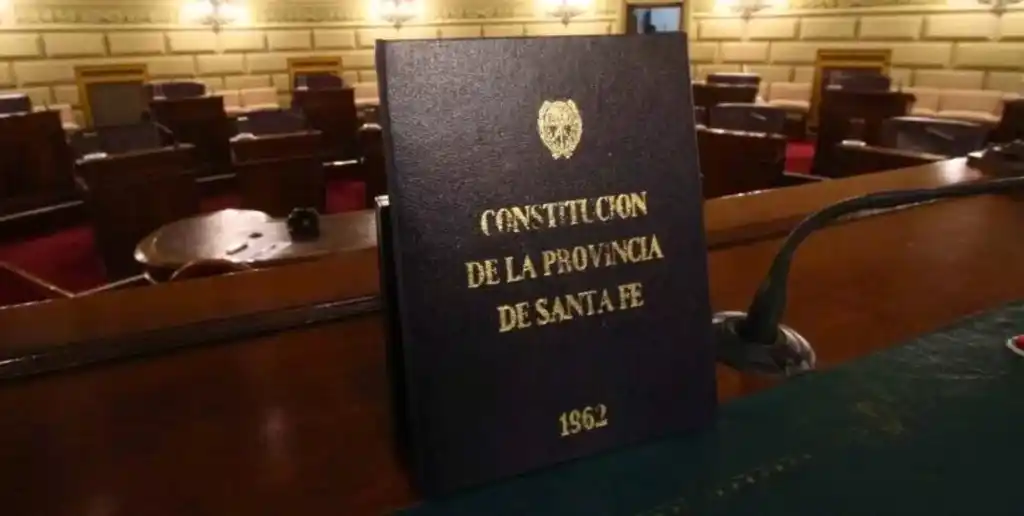 CONSTITUCION
DE LA PROVINCIA
DE SANTA FE
1962